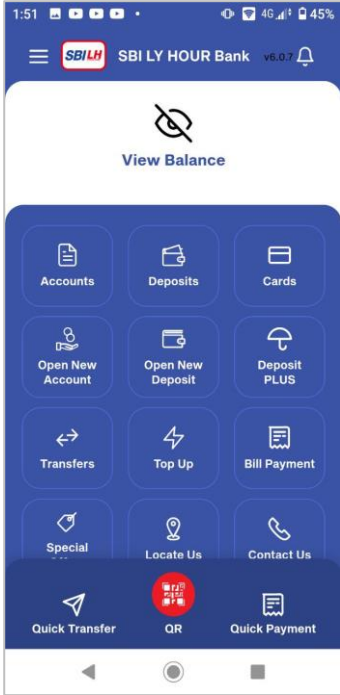 1:51 4G 45%
SBILH SBI LY HOUR Bank v6.0.7
View Balance
Accounts Deposits Cards
Open New Open New Deposit
Account Deposit PLUS
Transfers Top Up Bill Payment
Special Locate Us Contact Us
Quick Transfer QR Quick Payment